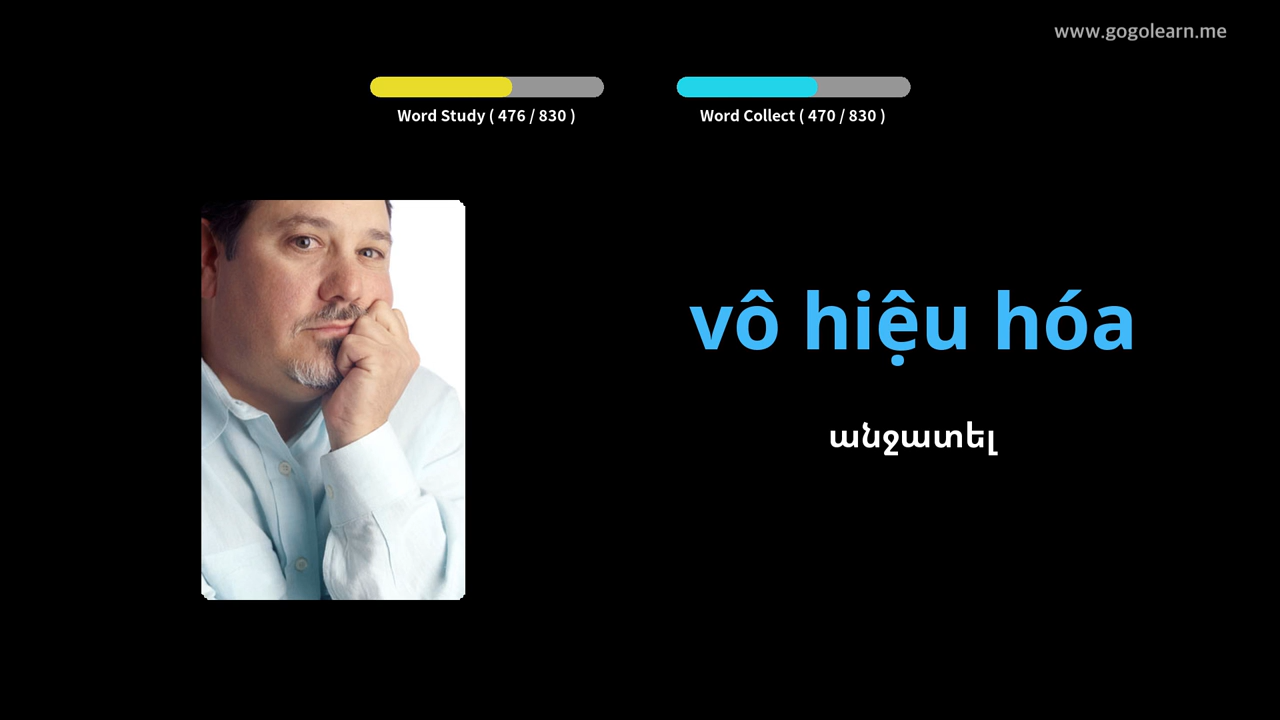 www.gogolearn.me
Word Study ( 476 / 830 )
Word Collect ( 470 / 830 )
vô hiệu hóa
անջատել